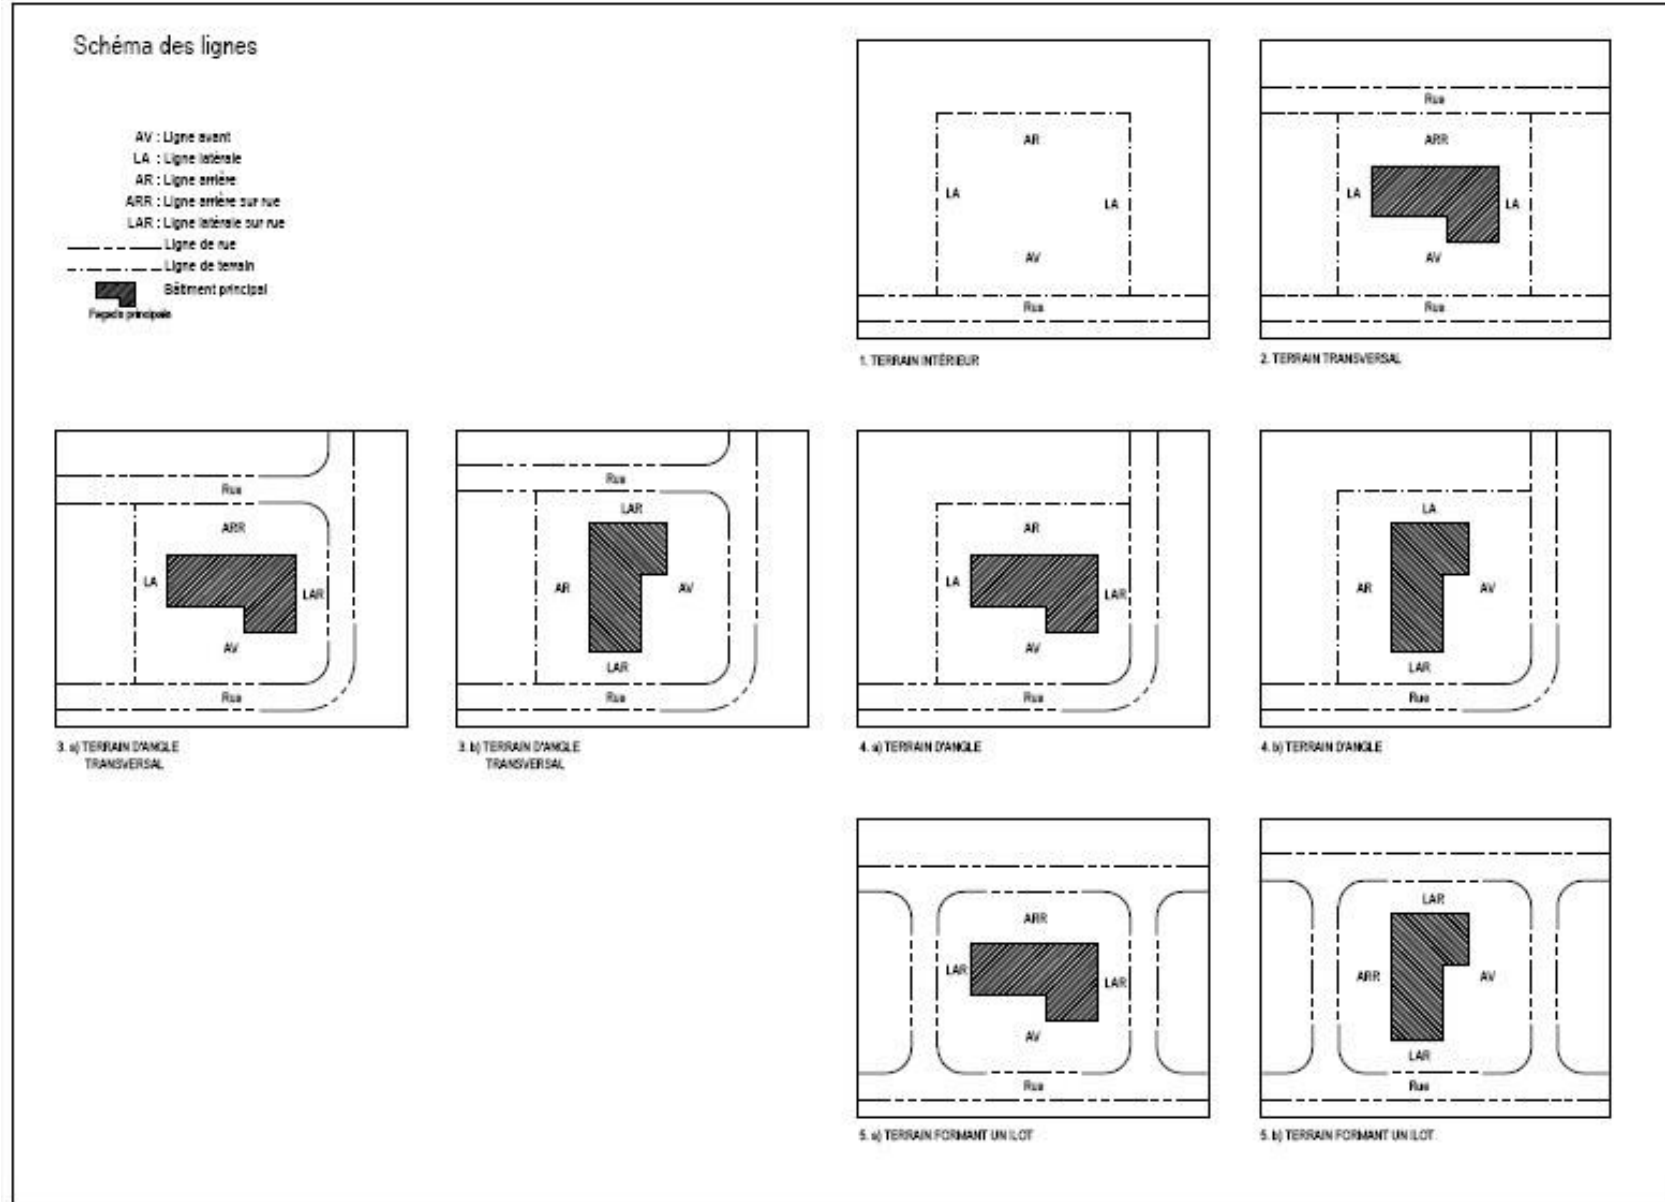 Schéma des lignes
AV : Ligne avant
LA : Ligne latérale
AR : Ligne arrière
ARR : Ligne arrière sur rue
LAR : Ligne latérale sur rue
Ligne de rue
Ligne de terrain
Bâtiment principal
Façade principale
AR
LA
LA
AV
Rue
1. TERRAIN INTÉRIEUR
Rue
ARR
LA
LA
AV
Rue
2. TERRAIN TRANSVERSAL
Rue
ARR
LA
LAR
AV
Rue
3. a) TERRAIN D'ANGLE
TRANSVERSAL
Rue
LAR
AR
AV
LAR
Rue
3. b) TERRAIN D'ANGLE
TRANSVERSAL
AR
LA
LAR
AV
Rue
4. a) TERRAIN D'ANGLE
LA
AR
AV
LAR
Rue
4. b) TERRAIN D'ANGLE
ARR
LAR
LAR
AV
Rue
5. a) TERRAIN FORMANT UN ILOT
LAR
ARR
AV
LAR
Rue
5. b) TERRAIN FORMANT UN ILOT